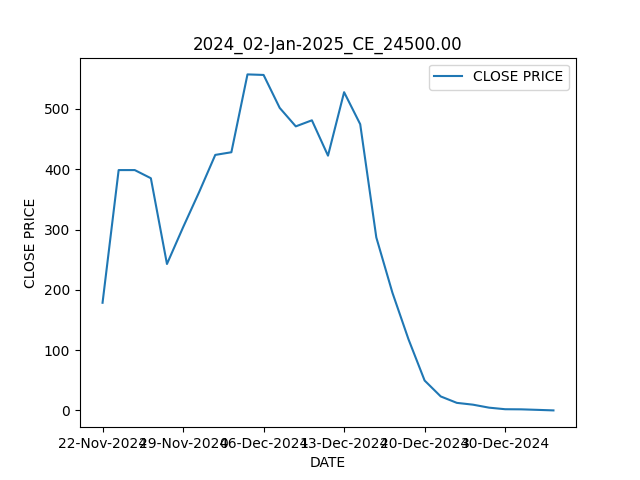 2024_02-Jan-2025_CE_24500.00
CLOSE PRICE
CLOSE PRICE
500
400
300
200
100
0
22-Nov-2024 29-Nov-2024 06-Dec-2024 13-Dec-2024 20-Dec-2024 30-Dec-2024
DATE